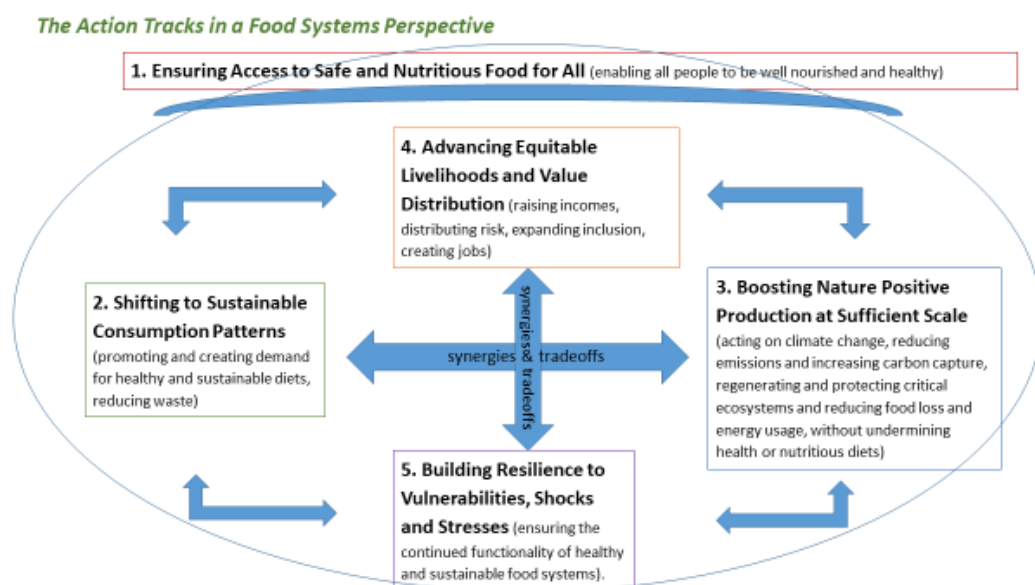 The Action Tracks in a Food Systems Perspective
1. Ensuring Access to Safe and Nutritious Food for All (enabling all people to be well nourished and healthy)
4. Advancing Equitable
Livelihoods and Value
Distribution (raising incomes,
distributing risk, expanding inclusion,
creating jobs)
2. Shifting to Sustainable
Consumption Patterns
(promoting and creating demand
for healthy and sustainable diets,
reducing waste)
synergies & tradeoffs
synergies & tradeoffs
3. Boosting Nature Positive
Production at Sufficient Scale
(acting on climate change, reducing
emissions and increasing carbon capture,
regenerating and protecting critical
ecosystems and reducing food loss and
energy usage, without undermining
health or nutritious diets)
5. Building Resilience to
Vulnerabilities, Shocks
and Stresses (ensuring the
continued functionality of healthy
and sustainable food systems).